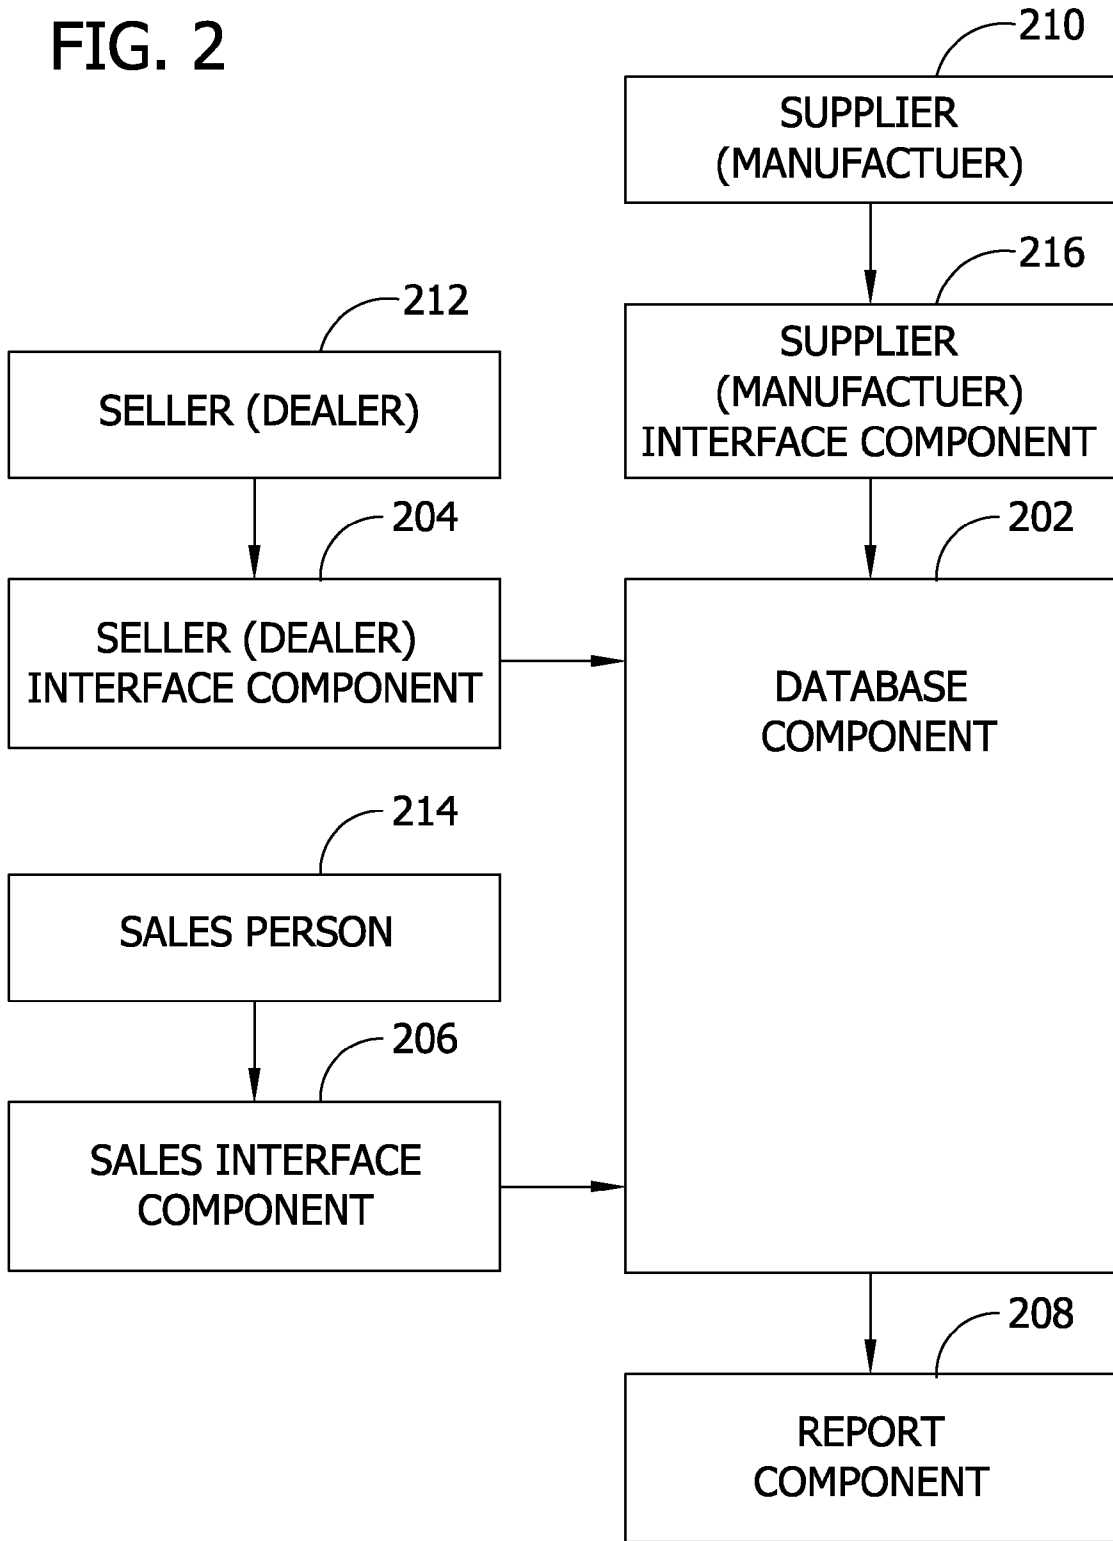 FIG. 2
210
SUPPLIER
(MANUFACTUER)
216
SUPPLIER
(MANUFACTUER)
INTERFACE COMPONENT
212
SELLER (DEALER)
204
SELLER (DEALER)
INTERFACE COMPONENT
202
DATABASE
COMPONENT
214
SALES PERSON
206
SALES INTERFACE
COMPONENT
208
REPORT
COMPONENT